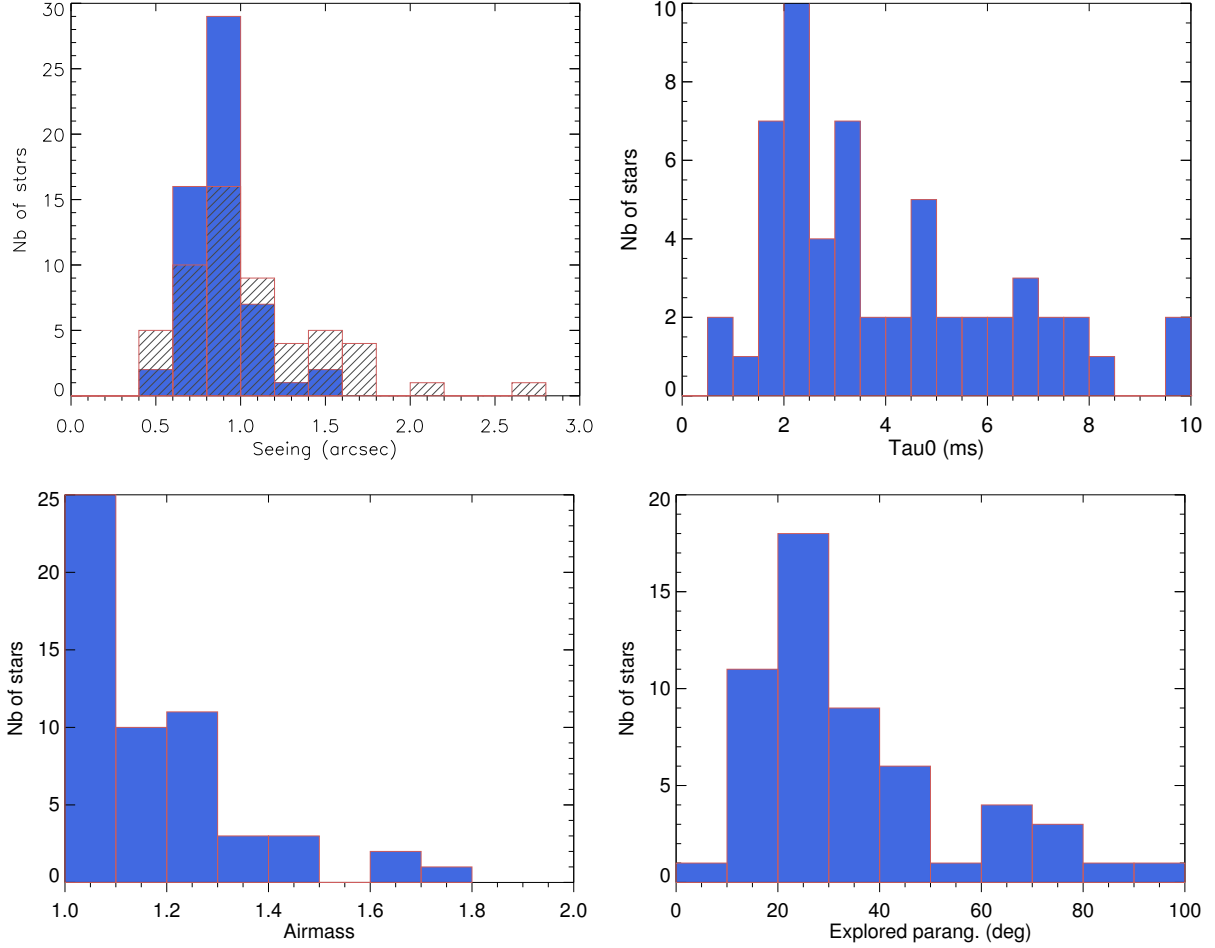 30
25
20
15
10
5
0
Nb of stars
0.0 0.5 1.0 1.5 2.0 2.5 3.0
Seeing (arcsec)
10
8
6
4
2
0
Nb of stars
0 2 4 6 8 10
Tau0 (ms)
25
20
15
10
5
0
Nb of stars
1.0 1.2 1.4 1.6 1.8 2.0
Airmass
20
15
10
5
0
Nb of stars
0 20 40 60 80 100
Explored parang. (deg)